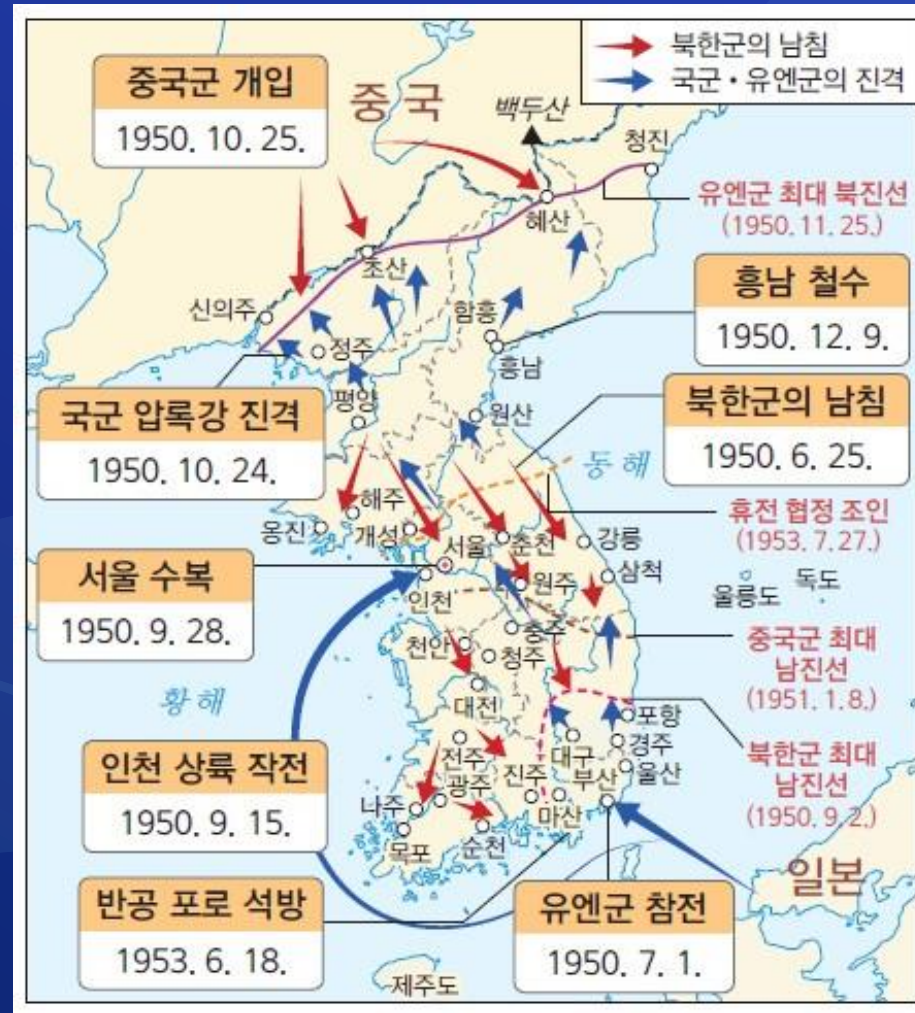 북한군의 남침
국군·유엔군의 진격
중국군 개입
1950. 10. 25.
중국
백두산
청진
유엔군 최대 북진선
(1950. 11. 25.)
혜산
초산
신의주
흥남 철수
1950. 12. 9.
함흥
흥남
정주
국군 압록강 진격
1950. 10. 24.
평양
원산
북한군의 남침
1950. 6. 25.
동해
해주
옹진
개성
서울
춘천
강릉
휴전 협정 조인
(1953. 7. 27.)
서울 수복
1950. 9. 28.
인천
원주
삼척
울릉도
독도
충주
천안
청주
중국군 최대
남진선
(1951. 1. 8.)
황해
대전
포항
인천 상륙 작전
1950. 9. 15.
전주
대구
경주
북한군 최대
남진선
(1950. 9. 2.)
광주
진주
부산
울산
나주
마산
목포
순천
일본
반공 포로 석방
1953. 6. 18.
유엔군 참전
1950. 7. 1.
제주도